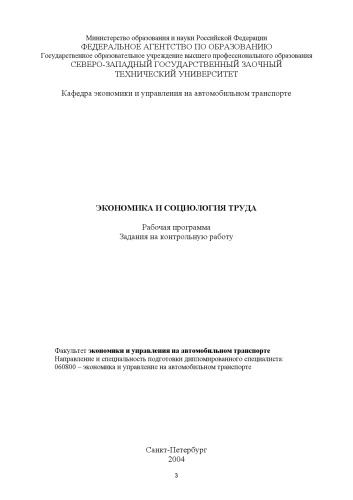 Министерство образования и науки Российской Федерации
ФЕДЕРАЛЬНОЕ АГЕНТСТВО ПО ОБРАЗОВАНИЮ
Государственное образовательное учреждение высшего профессионального образования
СЕВЕРО-ЗАПАДНЫЙ ГОСУДАРСТВЕННЫЙ ЗАОЧНЫЙ
ТЕХНИЧЕСКИЙ УНИВЕРСИТЕТ
Кафедра экономики и управления на автомобильном транспорте
ЭКОНОМИКА И СОЦИОЛОГИЯ ТРУДА
Рабочая программа
Задания на контрольную работу
Факультет экономики и управления на автомобильном транспорте
Направление и специальность подготовки дипломированного специалиста:
060800 – экономика и управление на автомобильном транспорте
Санкт-Петербург
2004
3